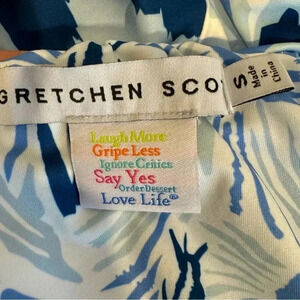 GRETCHEN SCO
S
Made
in
China
Laugh More
Gripe Less
Ignore Critics
Say Yes
Order Dessert
Love Life®